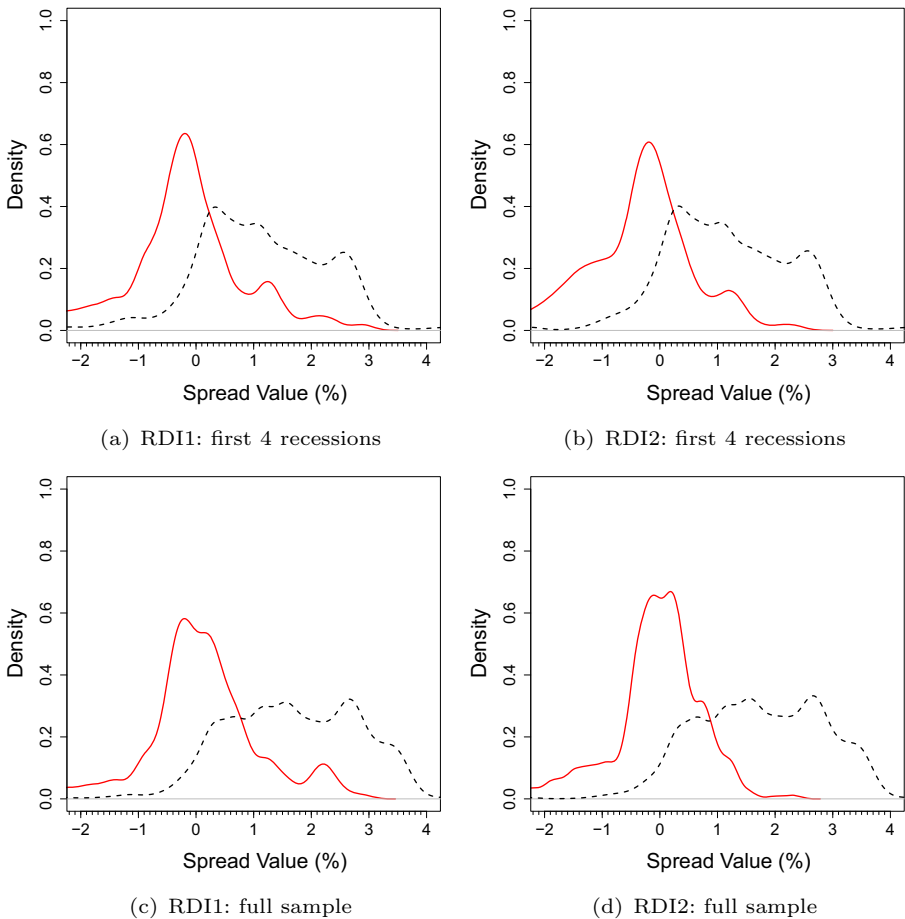 Density
0.0 0.2 0.4 0.6 0.8 1.0
−2 −1 0 1 2 3 4
Spread Value (%)
(a) RDI1: first 4 recessions
Density
0.0 0.2 0.4 0.6 0.8 1.0
−2 −1 0 1 2 3 4
Spread Value (%)
(b) RDI2: first 4 recessions
Density
0.0 0.2 0.4 0.6 0.8 1.0
−2 −1 0 1 2 3 4
Spread Value (%)
(c) RDI1: full sample
Density
0.0 0.2 0.4 0.6 0.8 1.0
−2 −1 0 1 2 3 4
Spread Value (%)
(d) RDI2: full sample